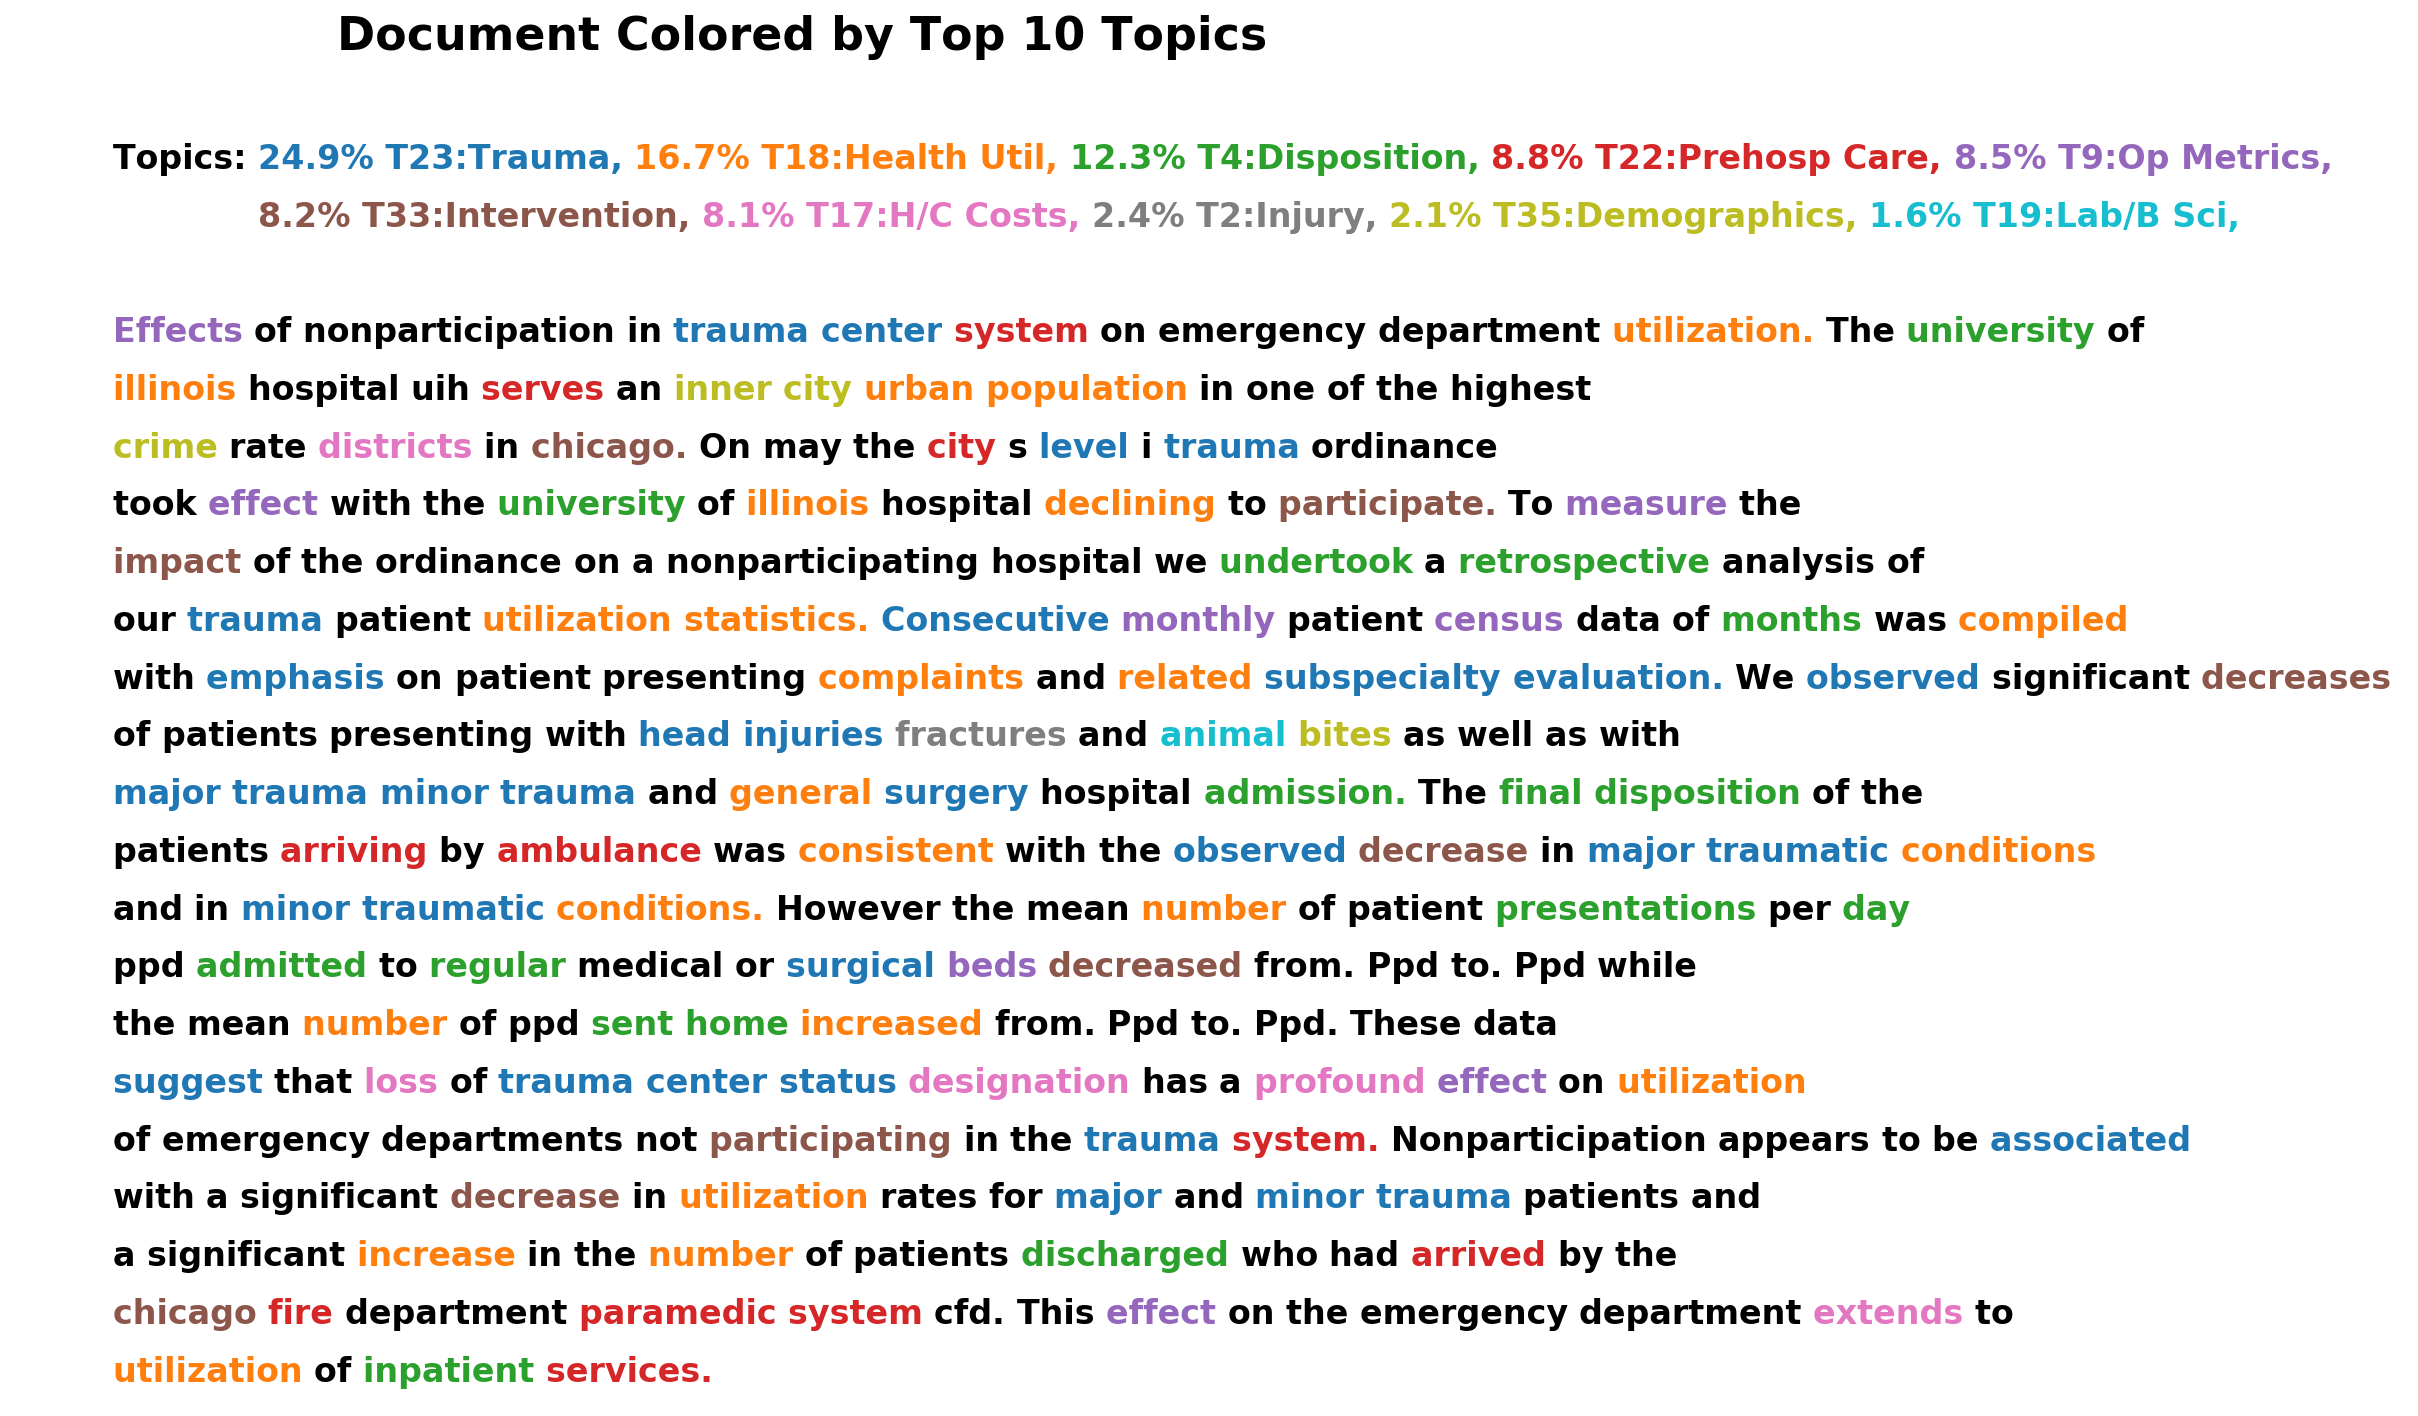 Document Colored by Top 10 Topics
Topics: 24.9% T23:Trauma, 16.7% T18:Health Util, 12.3% T4:Disposition, 8.8% T22:Prehosp Care, 8.5% T9:Op Metrics,
8.2% T33:Intervention, 8.1% T17:H/C Costs, 2.4% T2:Injury, 2.1% T35:Demographics, 1.6% T19:Lab/B Sci,
Effects of nonparticipation in trauma center system on emergency department utilization. The university of
illinois hospital uih serves an inner city urban population in one of the highest
crime rate districts in chicago. On may the city s level i trauma ordinance
took effect with the university of illinois hospital declining to participate. To measure the
impact of the ordinance on a nonparticipating hospital we undertook a retrospective analysis of
our trauma patient utilization statistics. Consecutive monthly patient census data of months was compiled
with emphasis on patient presenting complaints and related subspecialty evaluation. We observed significant decreases
of patients presenting with head injuries fractures and animal bites as well as with
major trauma minor trauma and general surgery hospital admission. The final disposition of the
patients arriving by ambulance was consistent with the observed decrease in major traumatic conditions
and in minor traumatic conditions. However the mean number of patient presentations per day
ppd admitted to regular medical or surgical beds decreased from. Ppd to. Ppd while
the mean number of ppd sent home increased from. Ppd to. Ppd. These data
suggest that loss of trauma center status designation has a profound effect on utilization
of emergency departments not participating in the trauma system. Nonparticipation appears to be associated
with a significant decrease in utilization rates for major and minor trauma patients and
a significant increase in the number of patients discharged who had arrived by the
chicago fire department paramedic system cfd. This effect on the emergency department extends to
utilization of inpatient services.